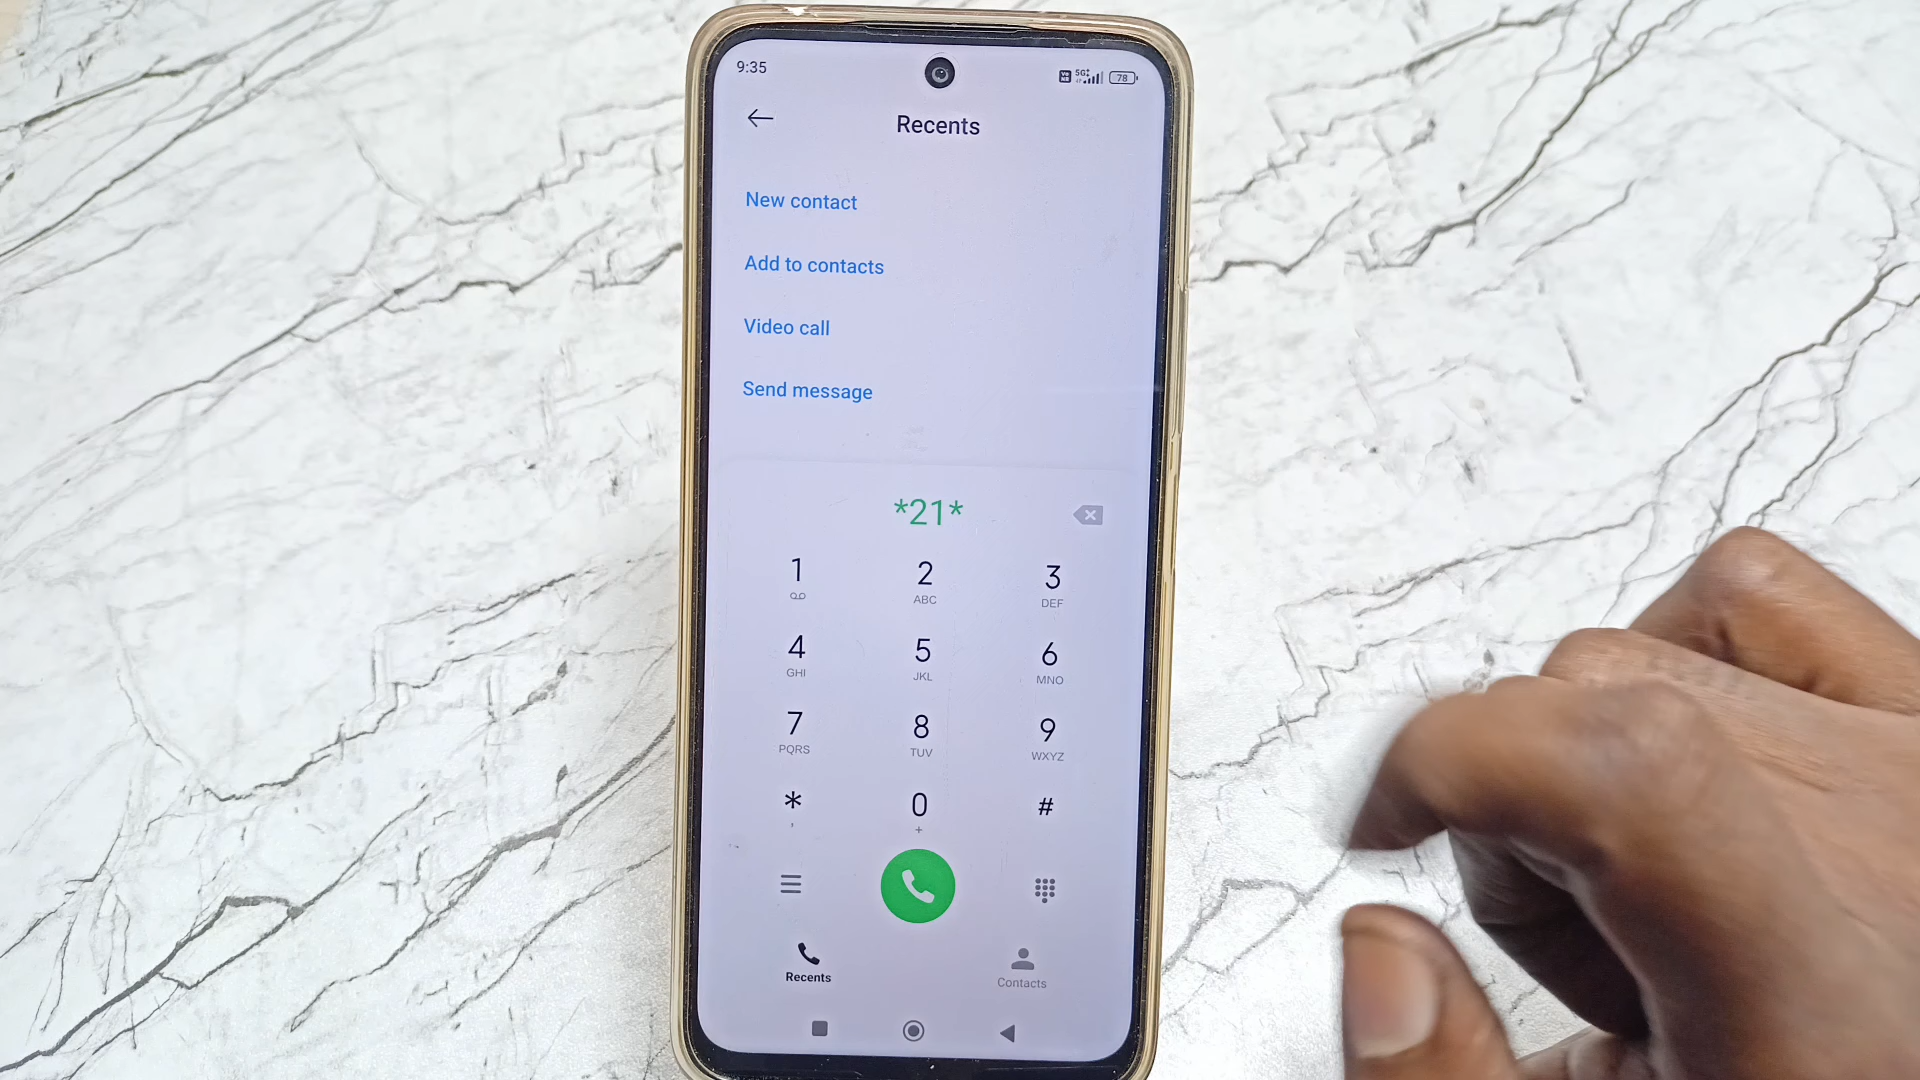 9:35
5G
78
Recents
New contact
Add to contacts
Video call
Send message
*21*
1 2 3
ABC DEF
4 5 6
GHI JKL MNO
7 8 9
PQRS TUV WXYZ
* 0 #
, +
Recents Contacts